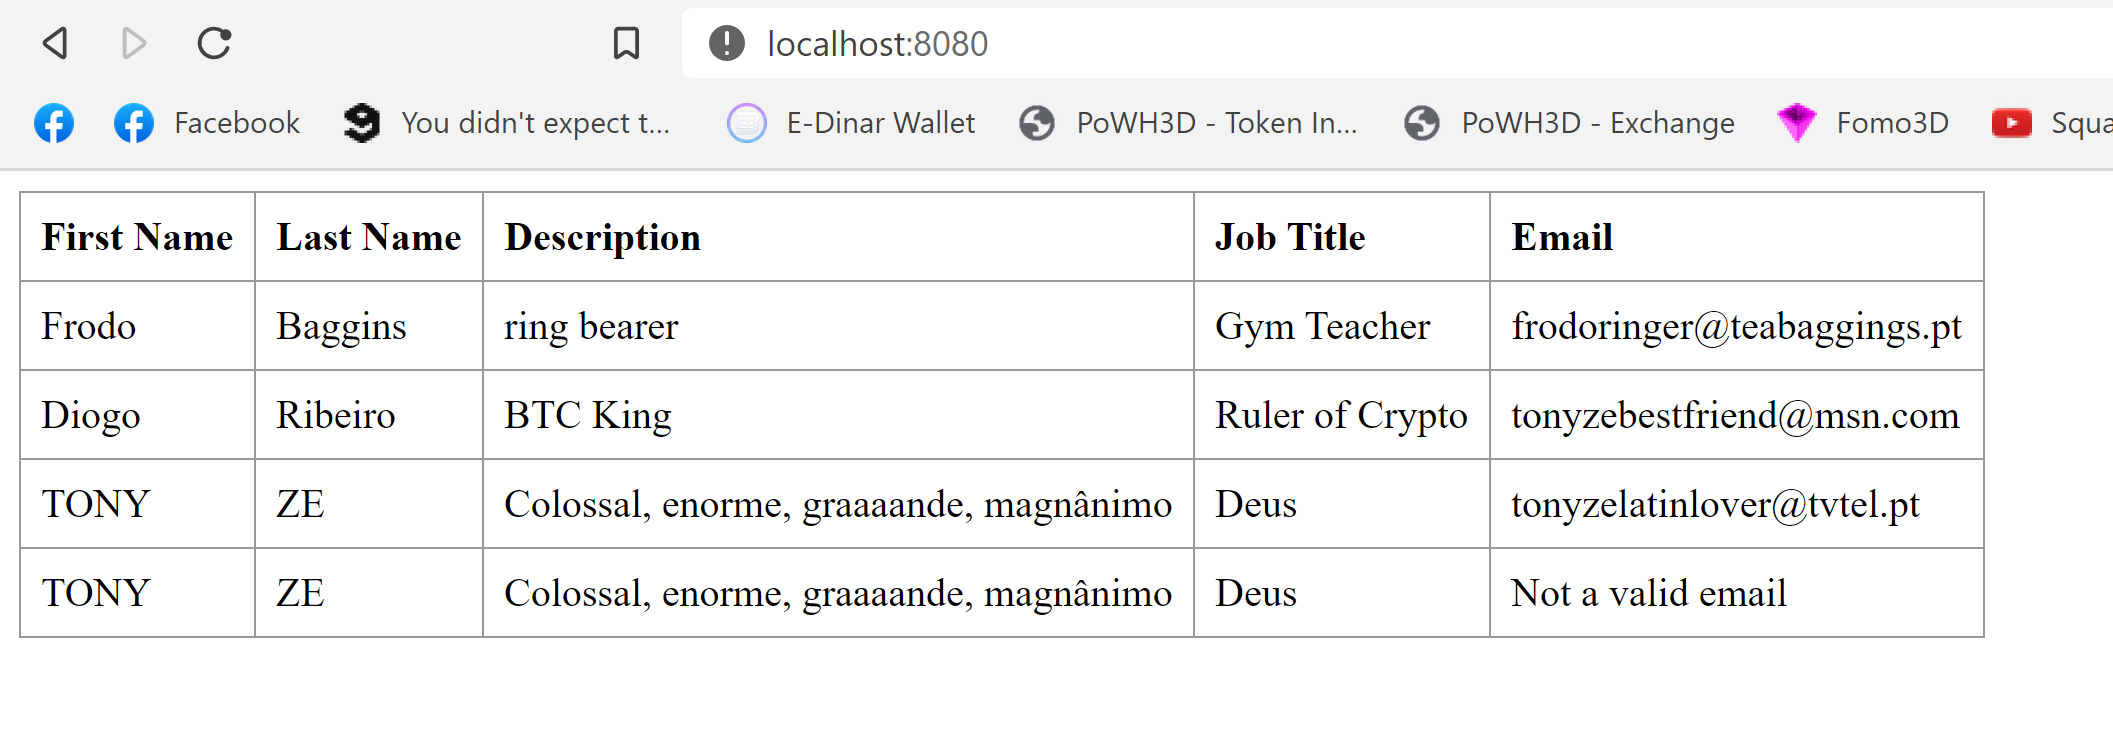 localhost:8080
Facebook You didn't expect t... E-Dinar Wallet PoWH3D - Token In... PoWH3D - Exchange Fomo3D Squa
First Name Last Name Description Job Title Email
Frodo Baggins ring bearer Gym Teacher frodoringer@teabaggings.pt
Diogo Ribeiro BTC King Ruler of Crypto tonyzebestfriend@msn.com
TONY ZE Colossal, enorme, graaaande, magnânimo Deus tonyzelatinlover@tvtel.pt
TONY ZE Colossal, enorme, graaaande, magnânimo Deus Not a valid email